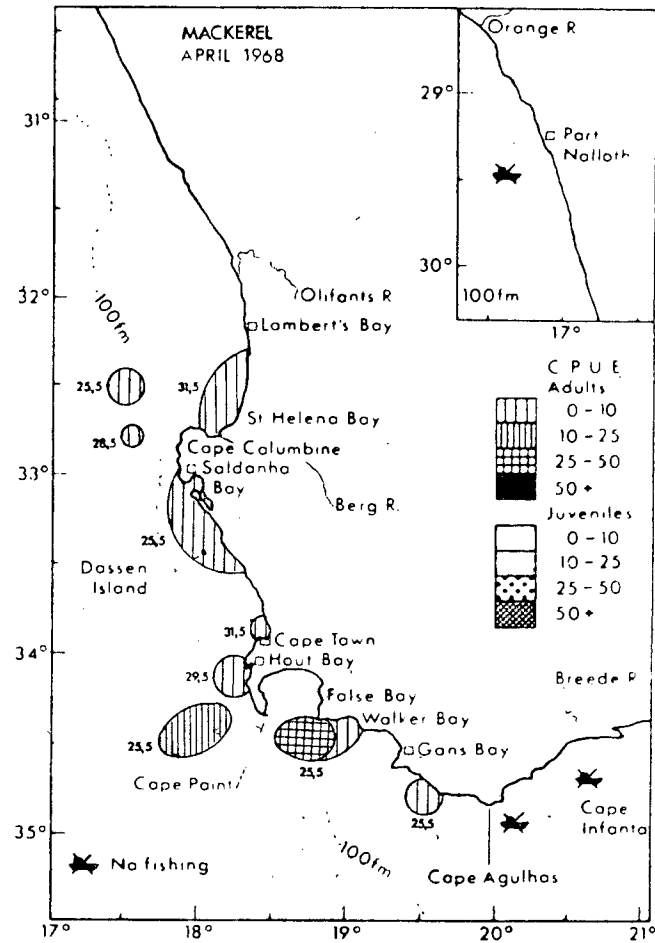 MACKEREL
APRIL 1968
Orange R
29°
Part
Nalloth
30°
100fm
17°
31°
32°
33°
34°
35°
100fm
Olifants R
Lambert's Bay
25,5
31,5
28,5
St Helena Bay
Cape Calumbine
Saldanha
Bay
Berg R.
25,5
Dassen
Island
C P U E
Adults
0 - 10
10 - 25
25 - 50
50 +
Juveniles
0 - 10
10 - 25
25 - 50
50 +
31,5
Cape Town
Hout Bay
29,5
False Bay
Walker Bay
Breede R
25,5
Gans Bay
Cape Paint
25,5
25,5
Cape
Infanta
No fishing
100fm
Cape Agulhas
17°
18°
19°
20°
21°